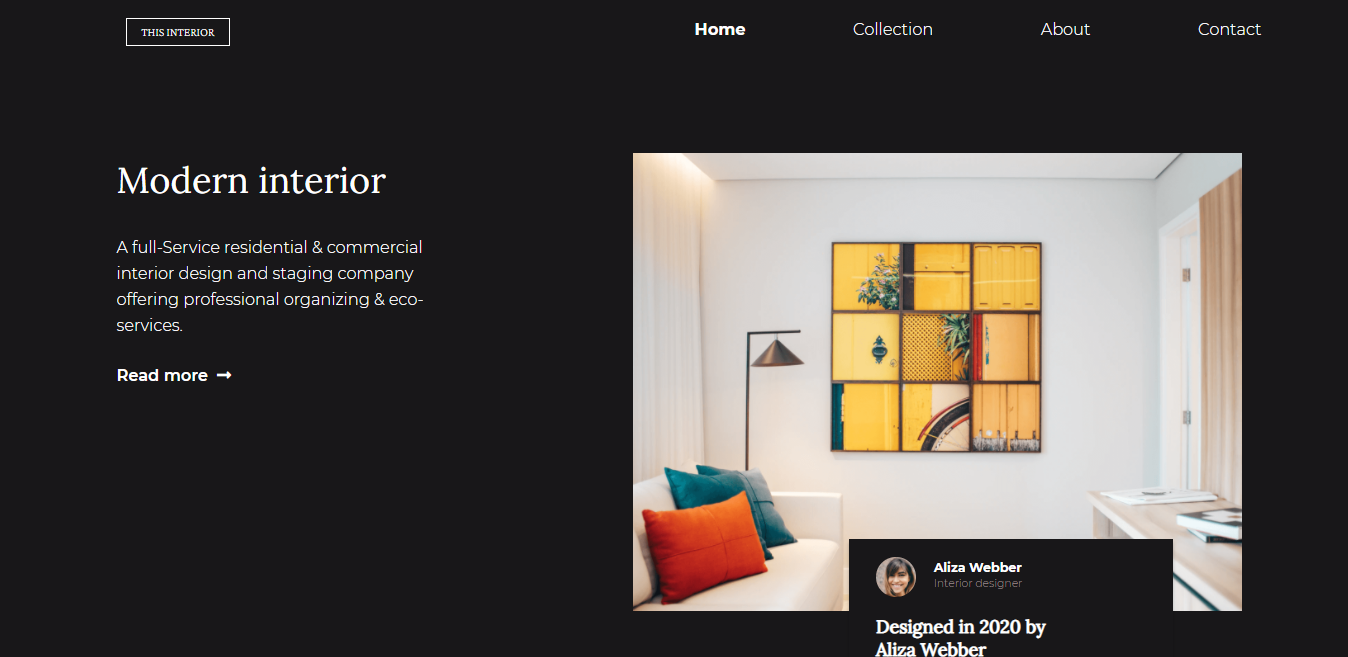 THIS INTERIOR
Home
Collection
About
Contact
Modern interior
A full-Service residential & commercial
interior design and staging company
offering professional organizing & eco-
services.
Read more →
Aliza Webber
Interior designer
Designed in 2020 by
Aliza Webber